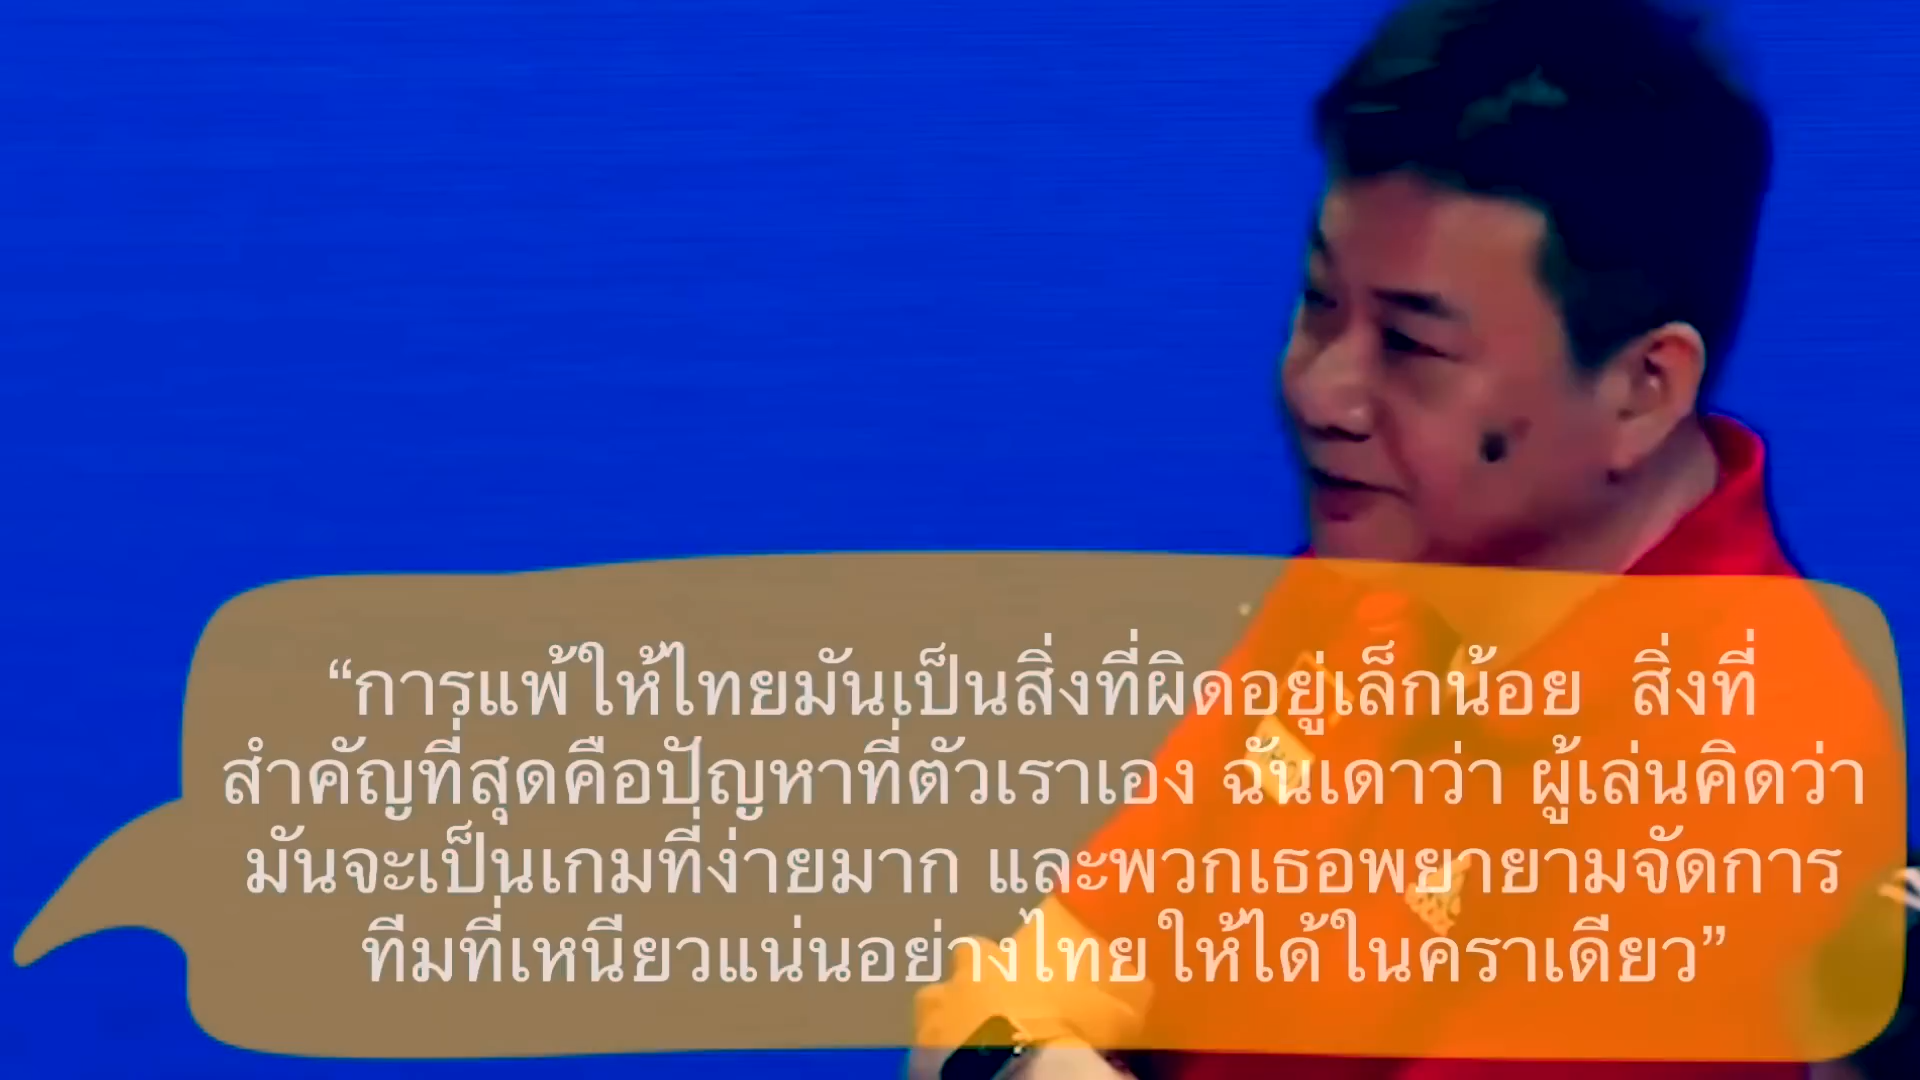 “การแพ้ให้ไทยมันเป็นสิ่งที่ผิดอยู่เล็กน้อย สิ่งที่
สำคัญที่สุดคือปัญหาที่ตัวเราเอง ฉันเดาว่า ผู้เล่นคิดว่า
มันจะเป็นเกมที่ง่ายมาก และพวกเธอพยายามจัดการ
ทีมที่เหนียวแน่นอย่างไทยให้ได้ในคราเดียว”